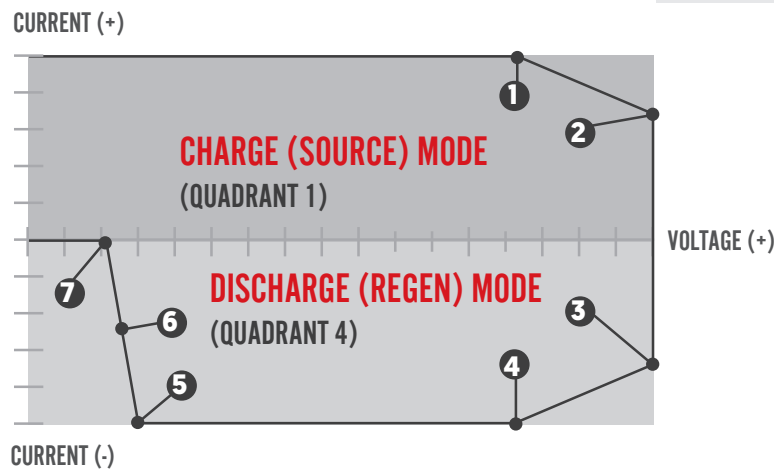 CURRENT (+)
1
2
CHARGE (SOURCE) MODE
(QUADRANT 1)
VOLTAGE (+)
7
DISCHARGE (REGEN) MODE
3
6
(QUADRANT 4)
4
5
CURRENT (-)